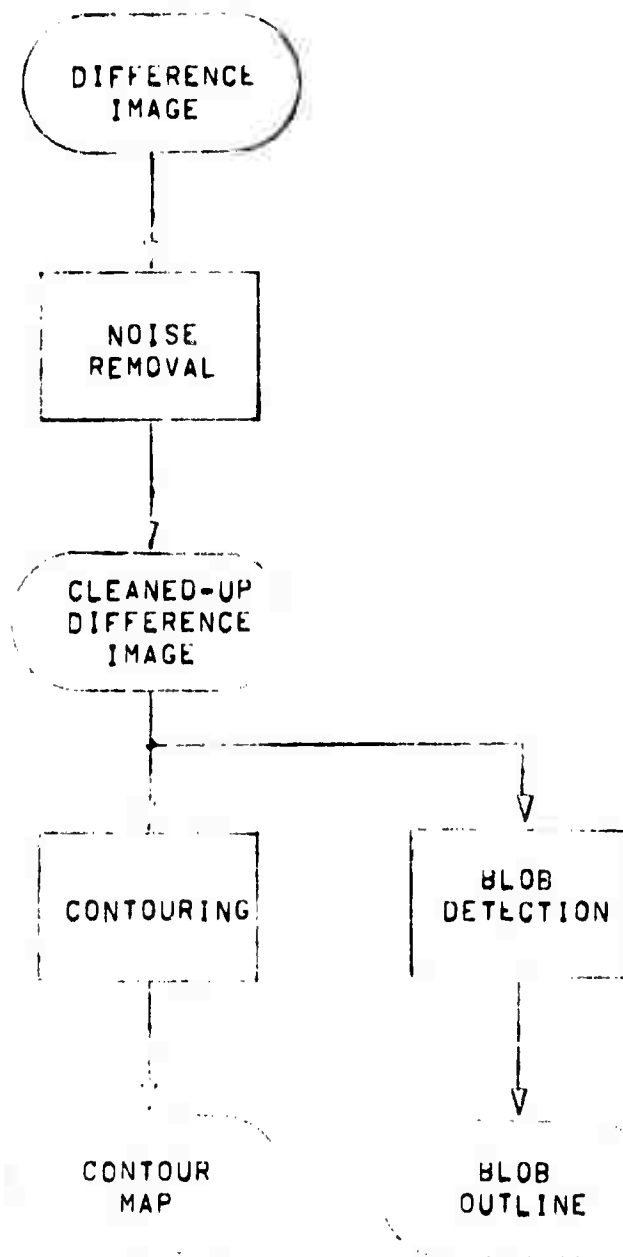 DIFFERENCE
IMAGE
NOISE
REMOVAL
CLEANED-UP
DIFFERENCE
IMAGE
CONTOURING
BLOB
DETECTION
CONTOUR
MAP
BLOB
OUTLINE